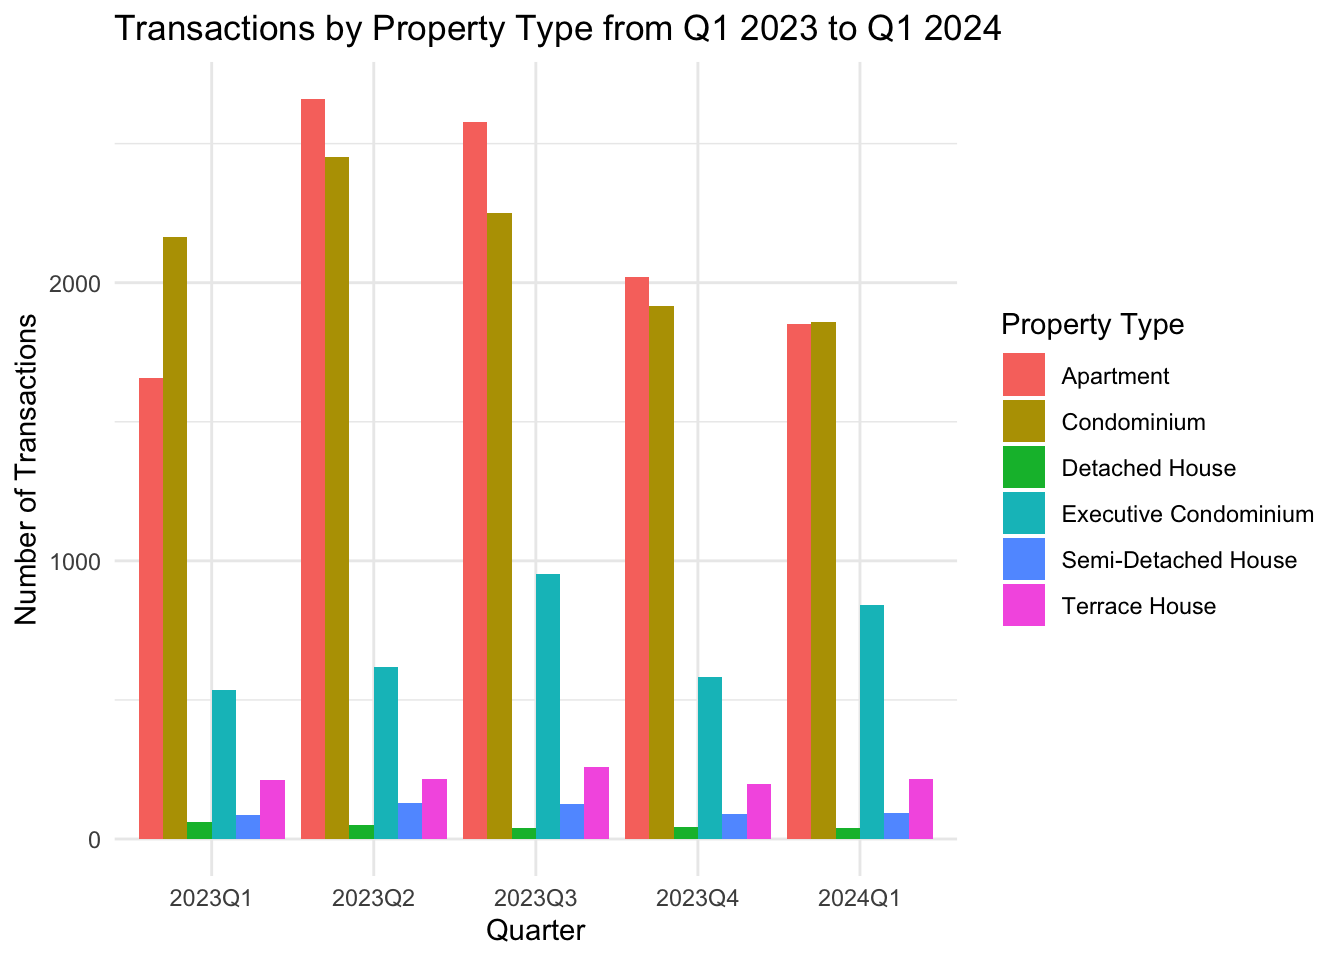 Transactions by Property Type from Q1 2023 to Q1 2024
Number of Transactions
2000
1000
0
2023Q1
2023Q2
2023Q3
2023Q4
2024Q1
Quarter
Property Type
Apartment
Condominium
Detached House
Executive Condominium
Semi-Detached House
Terrace House